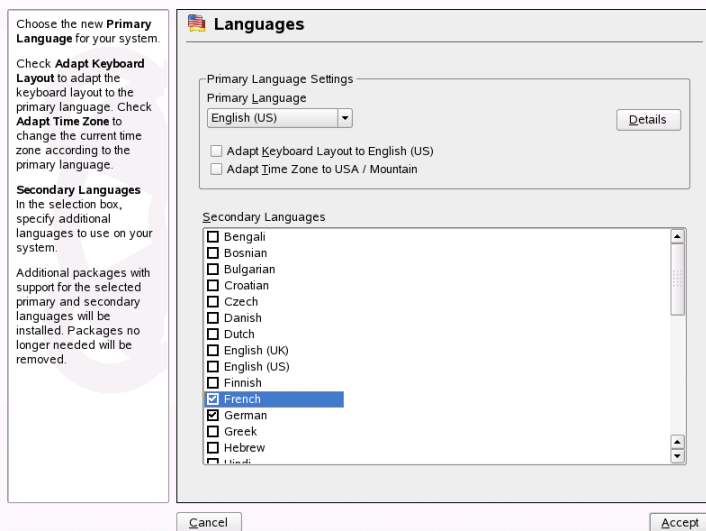 Choose the new Primary
Language for your system.
Check Adapt Keyboard
Layout to adapt the
keyboard layout to the
primary language. Check
Adapt Time Zone to
change the current time
zone according to the
primary language.
Secondary Languages
In the selection box,
specify additional
languages to use on your
system.
Additional packages with
support for the selected
primary and secondary
languages will be
installed. Packages no
longer needed will be
removed.
Languages
Primary Language Settings
Primary Language
English (US)
Details
Adapt Keyboard Layout to English (US)
Adapt Time Zone to USA / Mountain
Secondary Languages
Bengali
Bosnian
Bulgarian
Croatian
Czech
Danish
Dutch
English (UK)
English (US)
Finnish
French
German
Greek
Hebrew
Hindi
Cancel
Accept